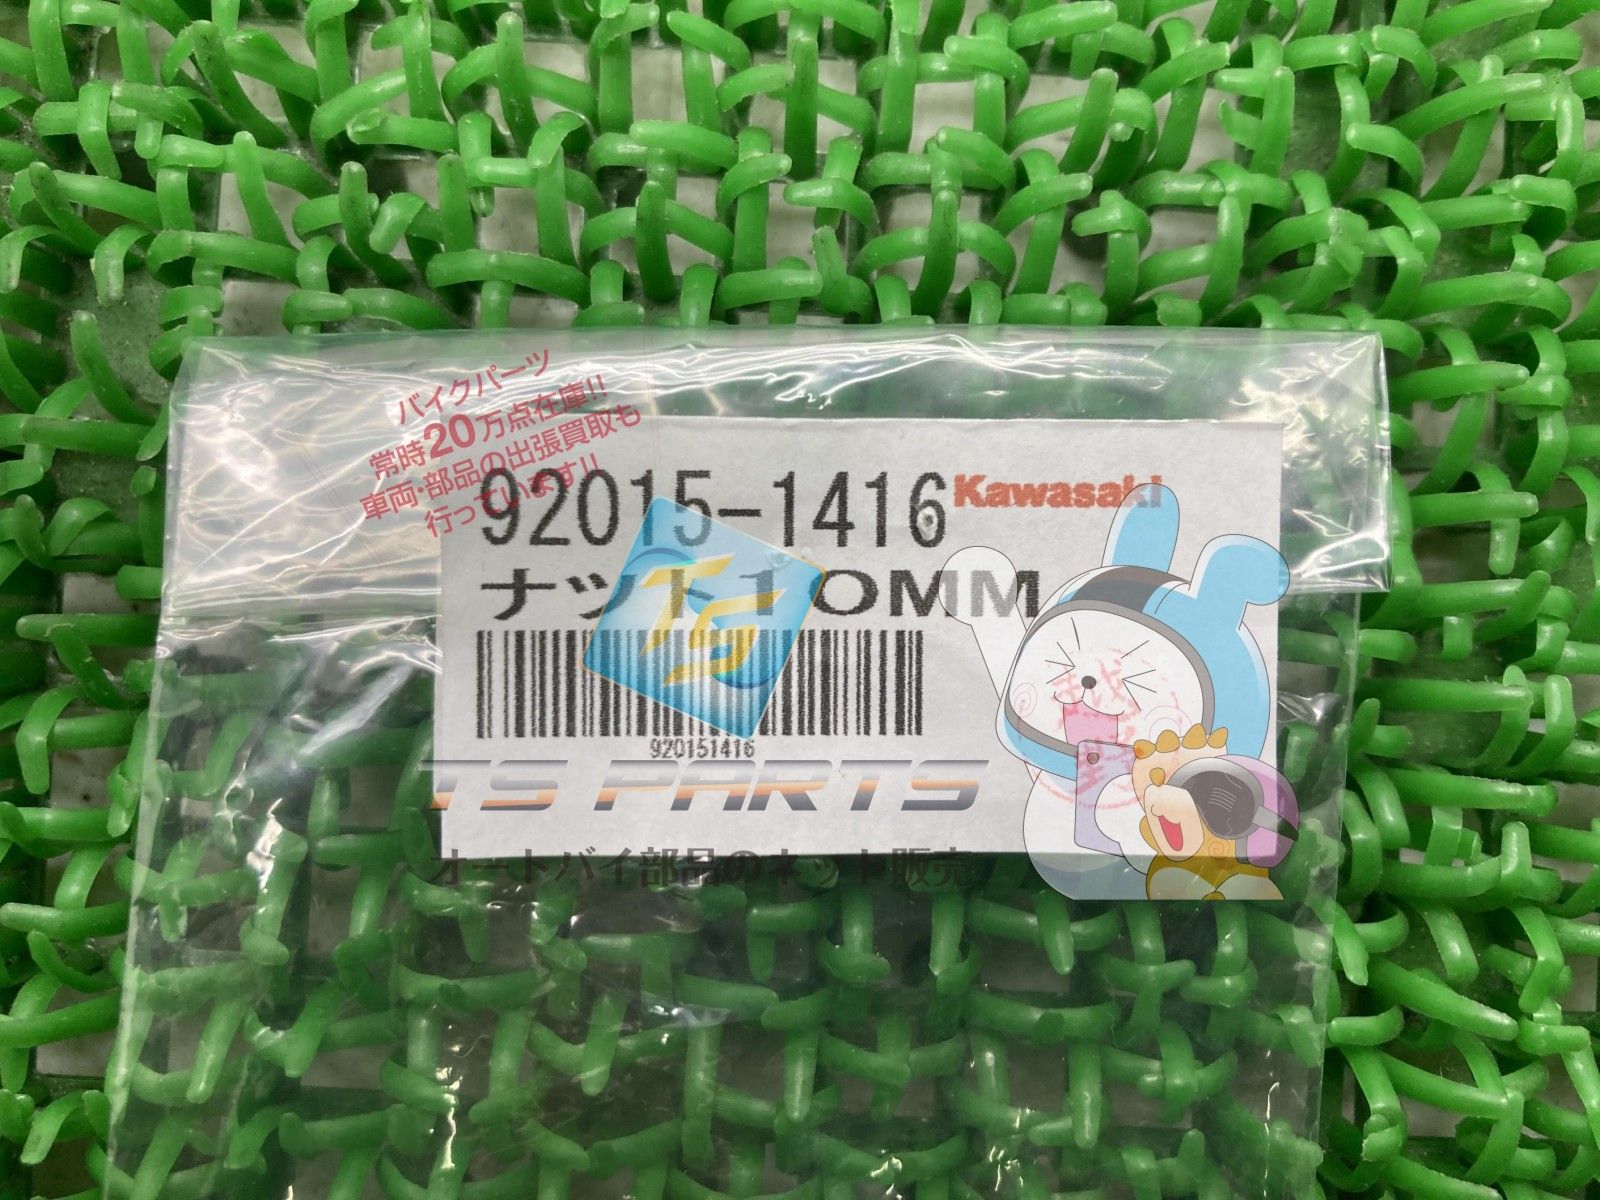 バイクパーツ
常時20万点在庫!!
車両・部品の出張買取も
行っています!!
92015-1416
Kawasaki
ナット10MM
TS
920151416
TS PARTS
オートバイ部品のネット販売